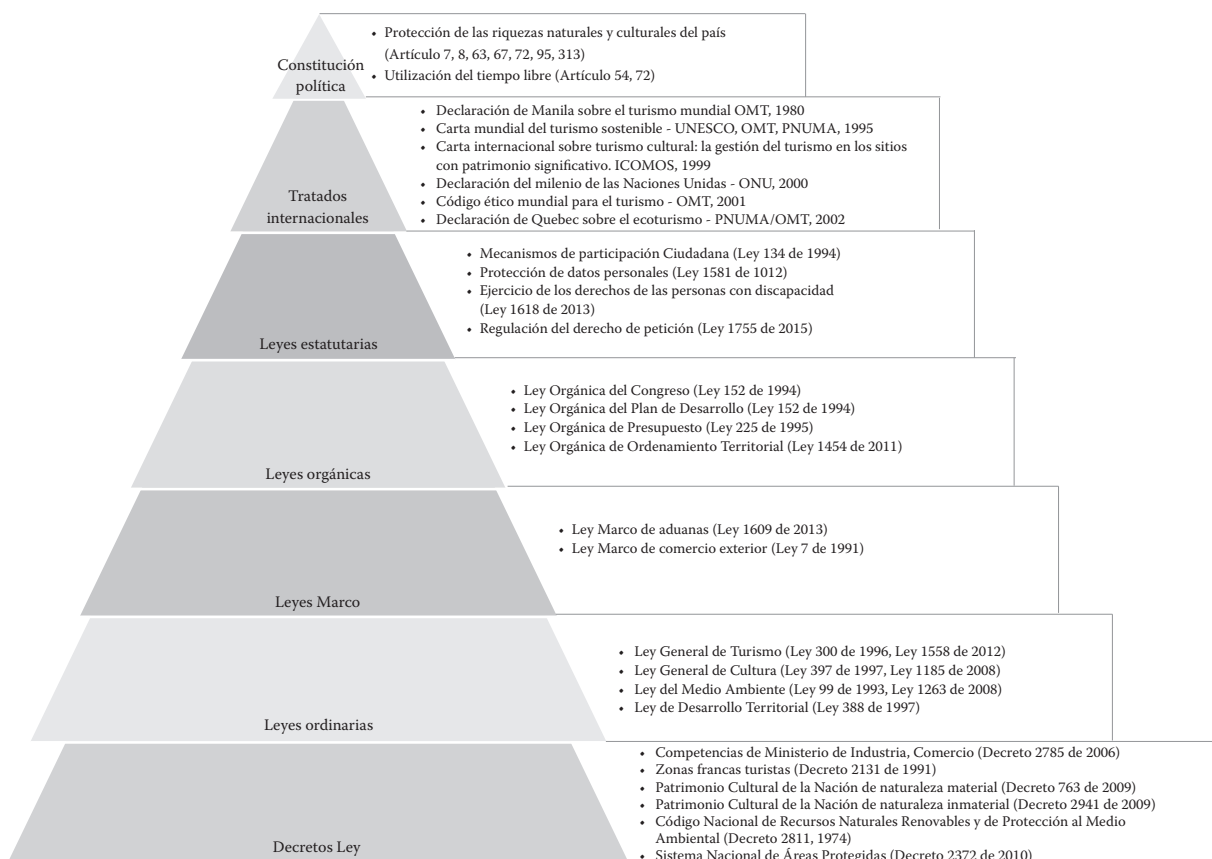 Constitución
política
• Protección de las riquezas naturales y culturales del país
(Artículo 7, 8, 63, 67, 72, 95, 313)
• Utilización del tiempo libre (Artículo 54, 72)
Tratados
internacionales
• Declaración de Manila sobre el turismo mundial OMT, 1980
• Carta mundial del turismo sostenible - UNESCO, OMT, PNUMA, 1995
• Carta internacional sobre turismo cultural: la gestión del turismo en los sitios
con patrimonio significativo. ICOMOS, 1999
• Declaración del milenio de las Naciones Unidas - ONU, 2000
• Código ético mundial para el turismo - OMT, 2001
• Declaración de Quebec sobre el ecoturismo - PNUMA/OMT, 2002
Leyes estatutarias
• Mecanismos de participación Ciudadana (Ley 134 de 1994)
• Protección de datos personales (Ley 1581 de 1012)
• Ejercicio de los derechos de las personas con discapacidad
(Ley 1618 de 2013)
• Regulación del derecho de petición (Ley 1755 de 2015)
Leyes orgánicas
• Ley Orgánica del Congreso (Ley 152 de 1994)
• Ley Orgánica del Plan de Desarrollo (Ley 152 de 1994)
• Ley Orgánica de Presupuesto (Ley 225 de 1995)
• Ley Orgánica de Ordenamiento Territorial (Ley 1454 de 2011)
Leyes Marco
• Ley Marco de aduanas (Ley 1609 de 2013)
• Ley Marco de comercio exterior (Ley 7 de 1991)
Leyes ordinarias
• Ley General de Turismo (Ley 300 de 1996, Ley 1558 de 2012)
• Ley General de Cultura (Ley 397 de 1997, Ley 1185 de 2008)
• Ley del Medio Ambiente (Ley 99 de 1993, Ley 1263 de 2008)
• Ley de Desarrollo Territorial (Ley 388 de 1997)
Decretos Ley
• Competencias de Ministerio de Industria, Comercio (Decreto 2785 de 2006)
• Zonas francas turistas (Decreto 2131 de 1991)
• Patrimonio Cultural de la Nación de naturaleza material (Decreto 763 de 2009)
• Patrimonio Cultural de la Nación de naturaleza inmaterial (Decreto 2941 de 2009)
• Código Nacional de Recursos Naturales Renovables y de Protección al Medio
Ambiental (Decreto 2811, 1974)
• Sistema Nacional de Áreas Protegidas (Decreto 2372 de 2010)